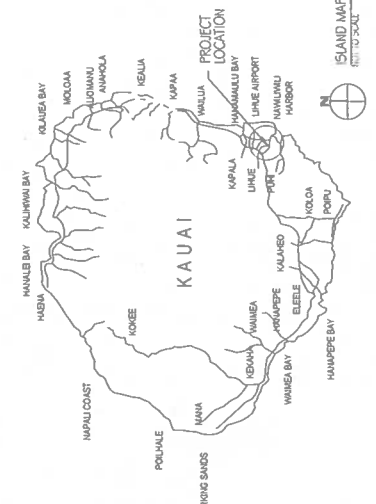 KILAUEA BAY
MOLOAA
ANAHOLA
KEALIA
KAPAA
WAILUA
PROJECT
LOCATION
HANAMAULU BAY
LIHUE AIRPORT
NAWILIWILI
HARBOR
KAPAIA
LIHUE
PUHI
KALIHIWAI BAY
HANALEI BAY
HAENA
KAUAI
KOLOA
POIPU
KALAHEO
ELEELE
HANAPEPE
HANAPEPE BAY
WAIMEA
WAIMEA BAY
KEKAHA
KOKEE
NAPALI COAST
POLIHALE
MANA
KING SANDS
N
ISLAND MAP
NOT TO SCALE